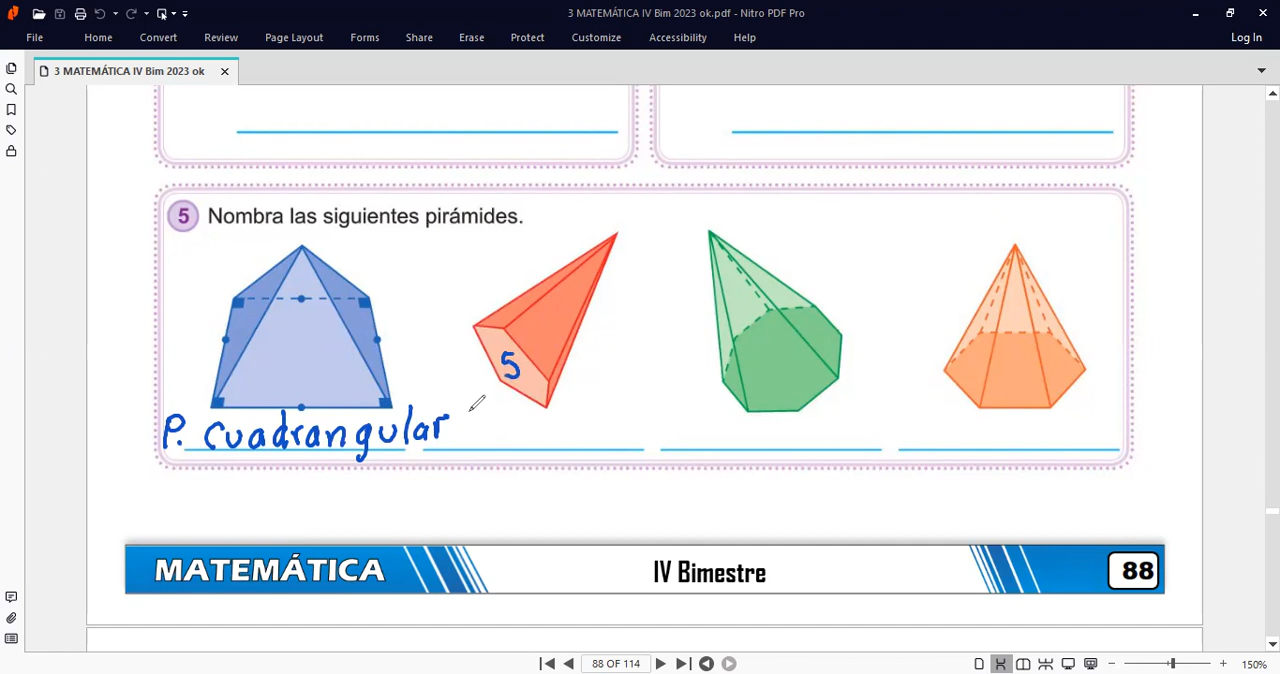 3 MATEMÁTICA IV Bim 2023 ok.pdf - Nitro PDF Pro
File Home Convert Review Page Layout Forms Share Erase Protect Customize Accessibility Help Log In
3 MATEMÁTICA IV Bim 2023 ok
5 Nombra las siguientes pirámides.
5
P. cuadrangular
MATEMÁTICA IV Bimestre 88
88 OF 114
150%